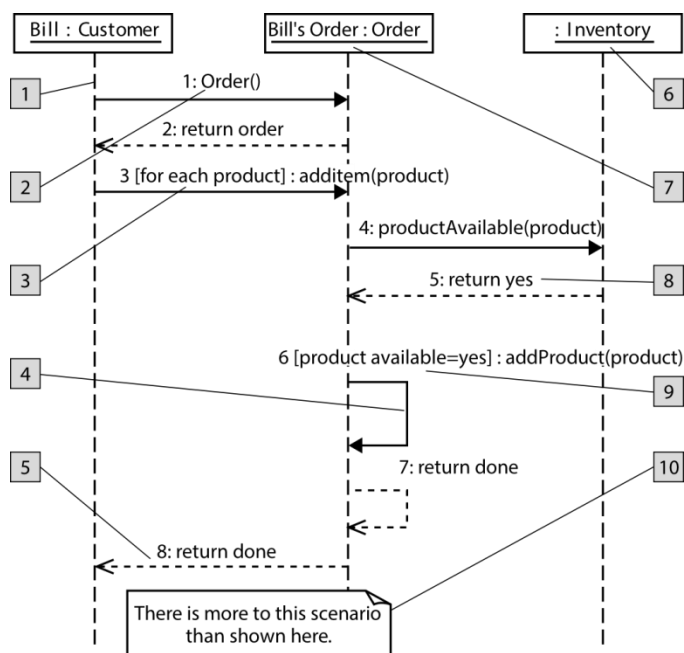 Bill : Customer
Bill's Order : Order
: Inventory
1
1: Order()
6
2: return order
2
3 [for each product] : additem(product)
7
4: productAvailable(product)
3
5: return yes
8
6 [product available=yes] : addProduct(product)
4
9
5
7: return done
10
8: return done
There is more to this scenario
than shown here.